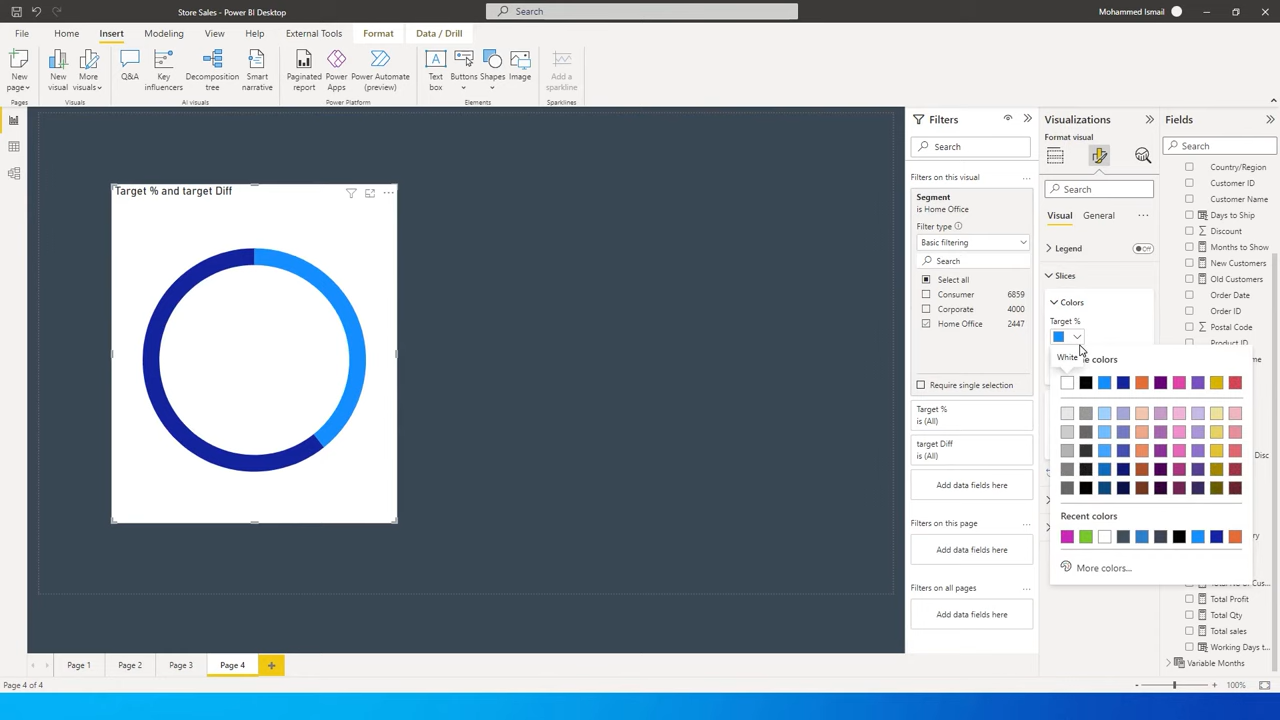 Store Sales - Power BI Desktop
Search
Mohammed Ismail
File
Home
Insert
Modeling
View
Help
External Tools
Format
Data / Drill
New page
New visual
More visuals
Q&A
Key influencers
Decomposition tree
Smart narrative
Paginated report
Power Apps
Power Automate (preview)
Text box
Buttons
Shapes
Image
Add a sparkline
Pages
Visuals
AI visuals
Power Platform
Elements
Sparklines
Target % and target Diff
Filters
Search
Filters on this visual
Segment
is Home Office
Filter type
Basic filtering
Search
Select all
Consumer 6859
Corporate 4000
Home Office 2447
Require single selection
Target %
is (All)
target Diff
is (All)
Add data fields here
Filters on this page
Add data fields here
Filters on all pages
Add data fields here
Visualizations
Format visual
Search
Visual
General
Legend
Off
Slices
Colors
Target %
White
colors
Recent colors
More colors...
Fields
Search
Country/Region
Customer ID
Customer Name
Days to Ship
Discount
Months to Show
New Customers
Old Customers
Order Date
Order ID
Postal Code
Total Profit
Total Qty
Total sales
Working Days t...
Variable Months
Page 1
Page 2
Page 3
Page 4
Page 4 of 4
100%